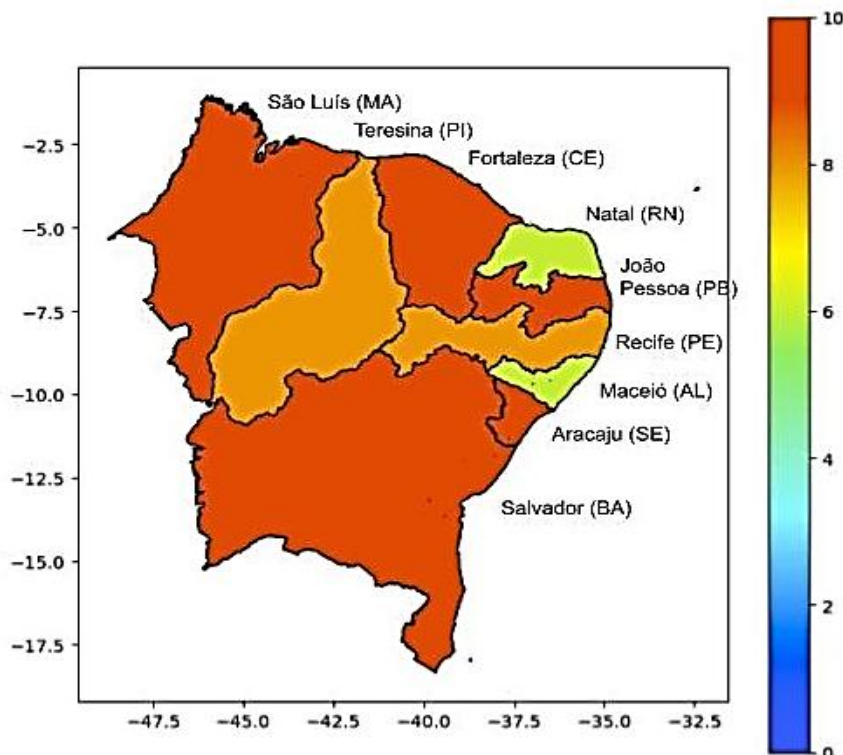 10
São Luís (MA)
Teresina (PI)
−2.5
Fortaleza (CE)
8
Natal (RN)
−5.0
João
Pessoa (PB)
6
−7.5
Recife (PE)
Maceió (AL)
−10.0
Aracaju (SE)
4
−12.5
Salvador (BA)
−15.0
2
−17.5
0
−47.5 −45.0 −42.5 −40.0 −37.5 −35.0 −32.5